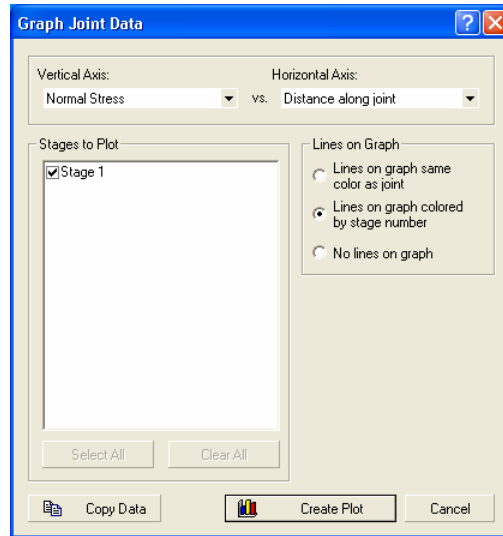 Graph Joint Data
Vertical Axis:
Horizontal Axis:
Normal Stress
vs.
Distance along joint
Stages to Plot
Stage 1
Lines on Graph
Lines on graph same
color as joint
Lines on graph colored
by stage number
No lines on graph
Select All
Clear All
Copy Data
Create Plot
Cancel